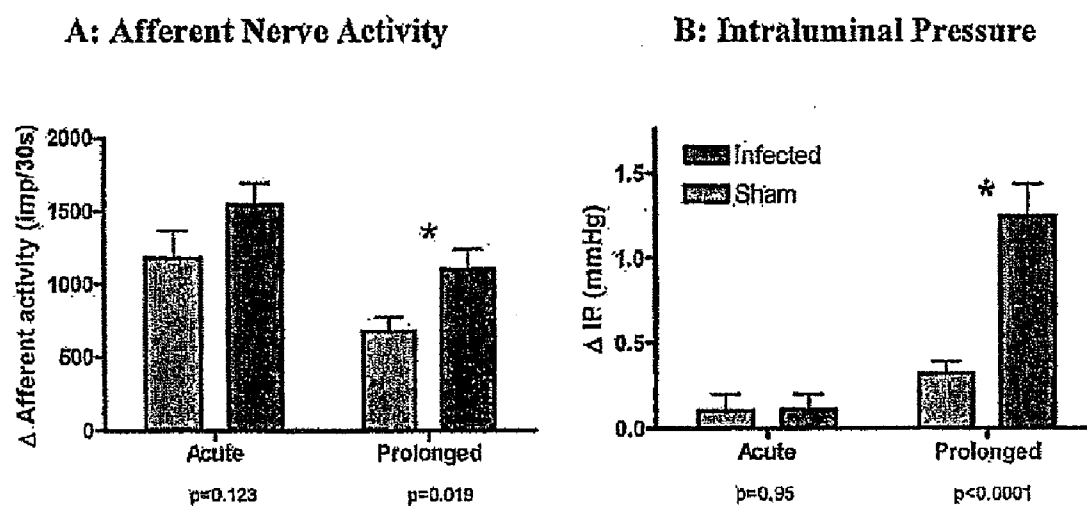 A: Afferent Nerve Activity
Δ Afferent activity (imp/30s)
2000
1500
1000
500
0
*
Acute
Prolonged
p=0.123
p=0.019
B: Intraluminal Pressure
Δ IP (mmHg)
1.5
1.0
0.5
0.0
Infected
Sham
*
Acute
Prolonged
p=0.95
p<0.0001